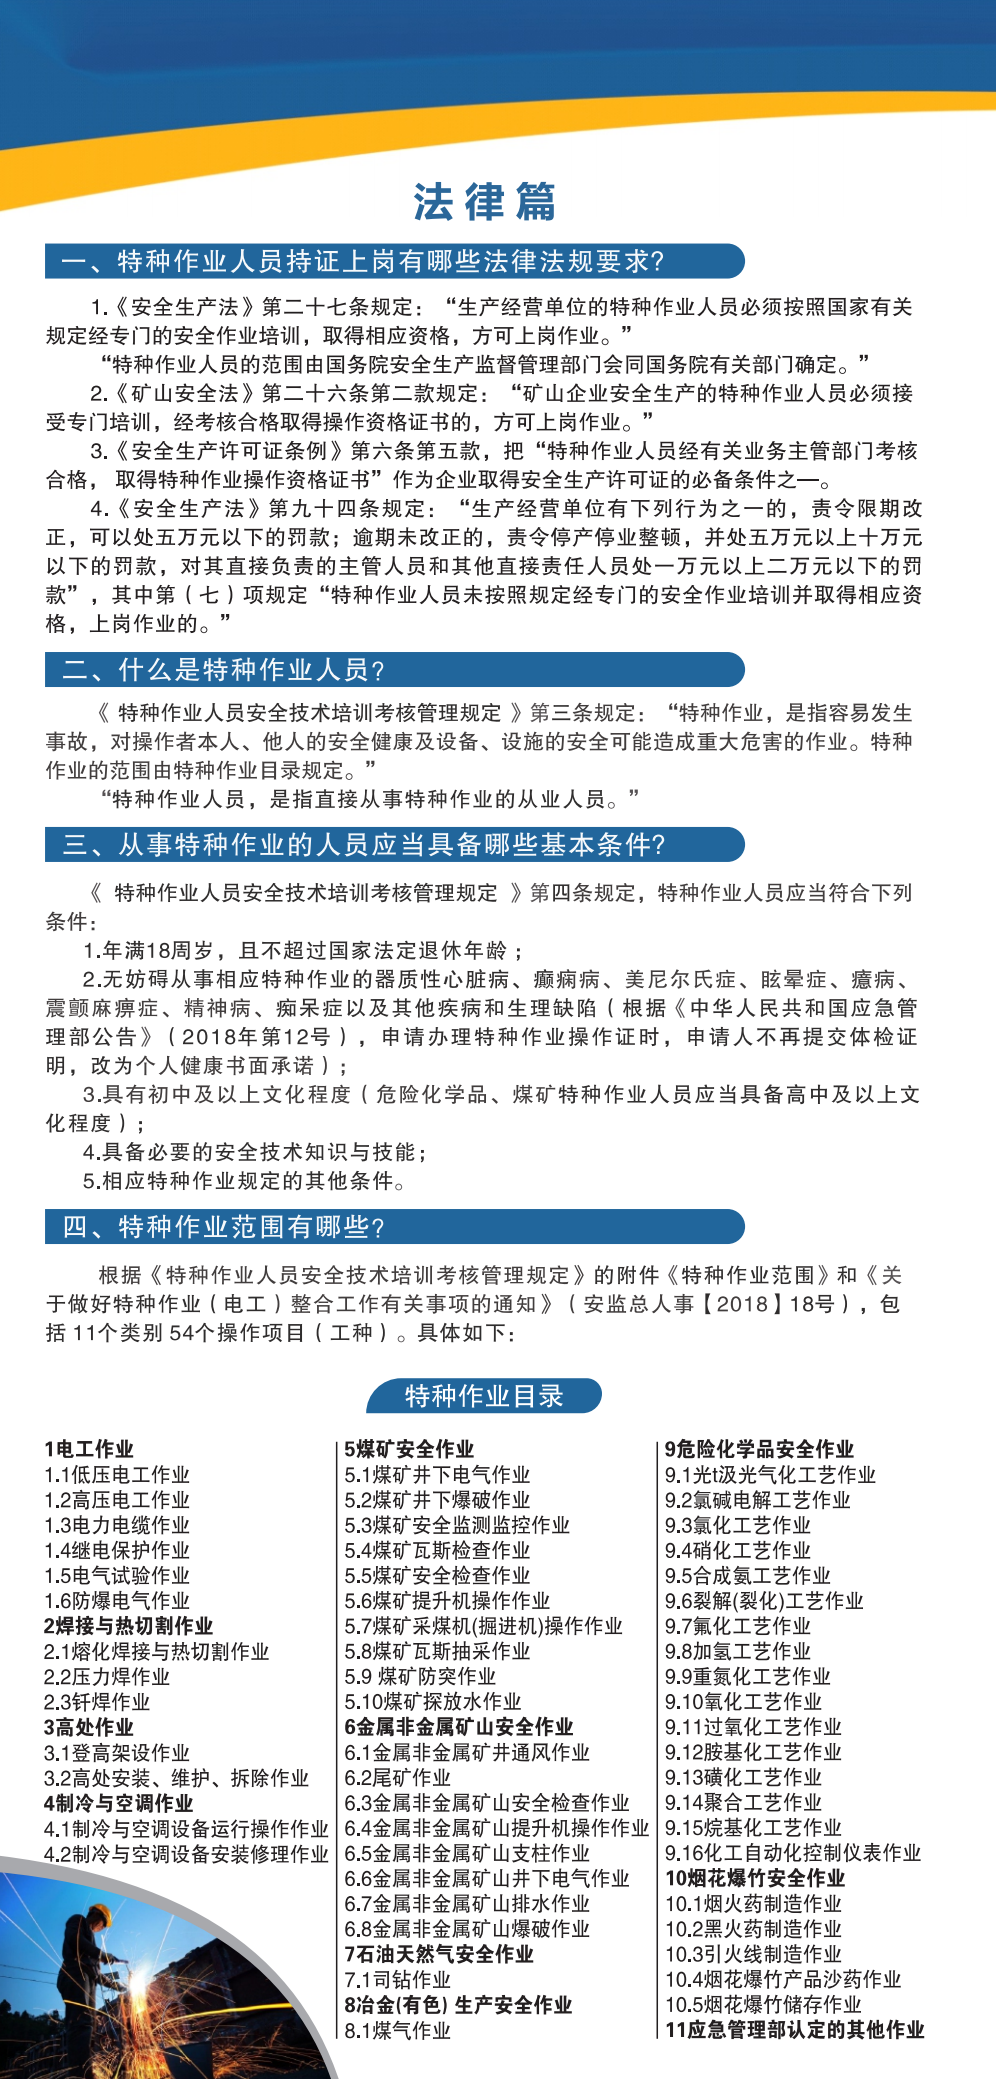 法律篇
一、特种作业人员持证上岗有哪些法律法规要求?
1.《安全生产法》第二十七条规定：“生产经营单位的特种作业人员必须按照国家有关
规定经专门的安全作业培训，取得相应资格，方可上岗作业。”
“特种作业人员的范围由国务院安全生产监督管理部门会同国务院有关部门确定。”
2.《矿山安全法》第二十六条第二款规定：“矿山企业安全生产的特种作业人员必须接
受专门培训，经考核合格取得操作资格证书的，方可上岗作业。”
3.《安全生产许可证条例》第六条第五款，把“特种作业人员经有关业务主管部门考核
合格， 取得特种作业操作资格证书”作为企业取得安全生产许可证的必备条件之一。
4.《安全生产法》第九十四条规定：“生产经营单位有下列行为之一的，责令限期改
正，可以处五万元以下的罚款；逾期未改正的，责令停产停业整顿，并处五万元以上十万元
以下的罚款，对其直接负责的主管人员和其他直接责任人员处一万元以上二万元以下的罚
款”，其中第（七）项规定“特种作业人员未按照规定经专门的安全作业培训并取得相应资
格，上岗作业的。”
二、什么是特种作业人员?
《 特种作业人员安全技术培训考核管理规定 》第三条规定：“特种作业，是指容易发生
事故，对操作者本人、他人的安全健康及设备、设施的安全可能造成重大危害的作业。特种
作业的范围由特种作业目录规定。”
“特种作业人员，是指直接从事特种作业的从业人员。”
三、从事特种作业的人员应当具备哪些基本条件?
《 特种作业人员安全技术培训考核管理规定 》第四条规定，特种作业人员应当符合下列
条件：
1.年满18周岁，且不超过国家法定退休年龄；
2.无妨碍从事相应特种作业的器质性心脏病、癫痫病、美尼尔氏症、眩晕症、癔病、
震颤麻痹症、精神病、痴呆症以及其他疾病和生理缺陷（根据《中华人民共和国应急管
理部公告》（2018年第12号），申请办理特种作业操作证时，申请人不再提交体检证
明，改为个人健康书面承诺）；
3.具有初中及以上文化程度（危险化学品、煤矿特种作业人员应当具备高中及以上文
化程度）；
4.具备必要的安全技术知识与技能；
5.相应特种作业规定的其他条件。
四、特种作业范围有哪些?
根据《特种作业人员安全技术培训考核管理规定》的附件《特种作业范围》和《关
于做好特种作业（电工）整合工作有关事项的通知》（安监总人事【2018】18号），包
括 11个类别 54个操作项目（工种）。具体如下：
特种作业目录
1电工作业
1.1低压电工作业
1.2高压电工作业
1.3电力电缆作业
1.4继电保护作业
1.5电气试验作业
1.6防爆电气作业
2焊接与热切割作业
2.1熔化焊接与热切割作业
2.2压力焊作业
2.3钎焊作业
3高处作业
3.1登高架设作业
3.2高处安装、维护、拆除作业
4制冷与空调作业
4.1制冷与空调设备运行操作作业
4.2制冷与空调设备安装修理作业
5煤矿安全作业
5.1煤矿井下电气作业
5.2煤矿井下爆破作业
5.3煤矿安全监测监控作业
5.4煤矿瓦斯检查作业
5.5煤矿安全检查作业
5.6煤矿提升机操作作业
5.7煤矿采煤机(掘进机)操作作业
5.8煤矿瓦斯抽采作业
5.9 煤矿防突作业
5.10煤矿探放水作业
6金属非金属矿山安全作业
6.1金属非金属矿井通风作业
6.2尾矿作业
6.3金属非金属矿山安全检查作业
6.4金属非金属矿山提升机操作作业
6.5金属非金属矿山支柱作业
6.6金属非金属矿山井下电气作业
6.7金属非金属矿山排水作业
6.8金属非金属矿山爆破作业
7石油天然气安全作业
7.1司钻作业
8冶金(有色) 生产安全作业
8.1煤气作业
9危险化学品安全作业
9.1光t汲光气化工艺作业
9.2氯碱电解工艺作业
9.3氯化工艺作业
9.4硝化工艺作业
9.5合成氨工艺作业
9.6裂解(裂化)工艺作业
9.7氟化工艺作业
9.8加氢工艺作业
9.9重氮化工艺作业
9.10氧化工艺作业
9.11过氧化工艺作业
9.12胺基化工艺作业
9.13磺化工艺作业
9.14聚合工艺作业
9.15烷基化工艺作业
9.16化工自动化控制仪表作业
10烟花爆竹安全作业
10.1烟火药制造作业
10.2黑火药制造作业
10.3引火线制造作业
10.4烟花爆竹产品沙药作业
10.5烟花爆竹储存作业
11应急管理部认定的其他作业